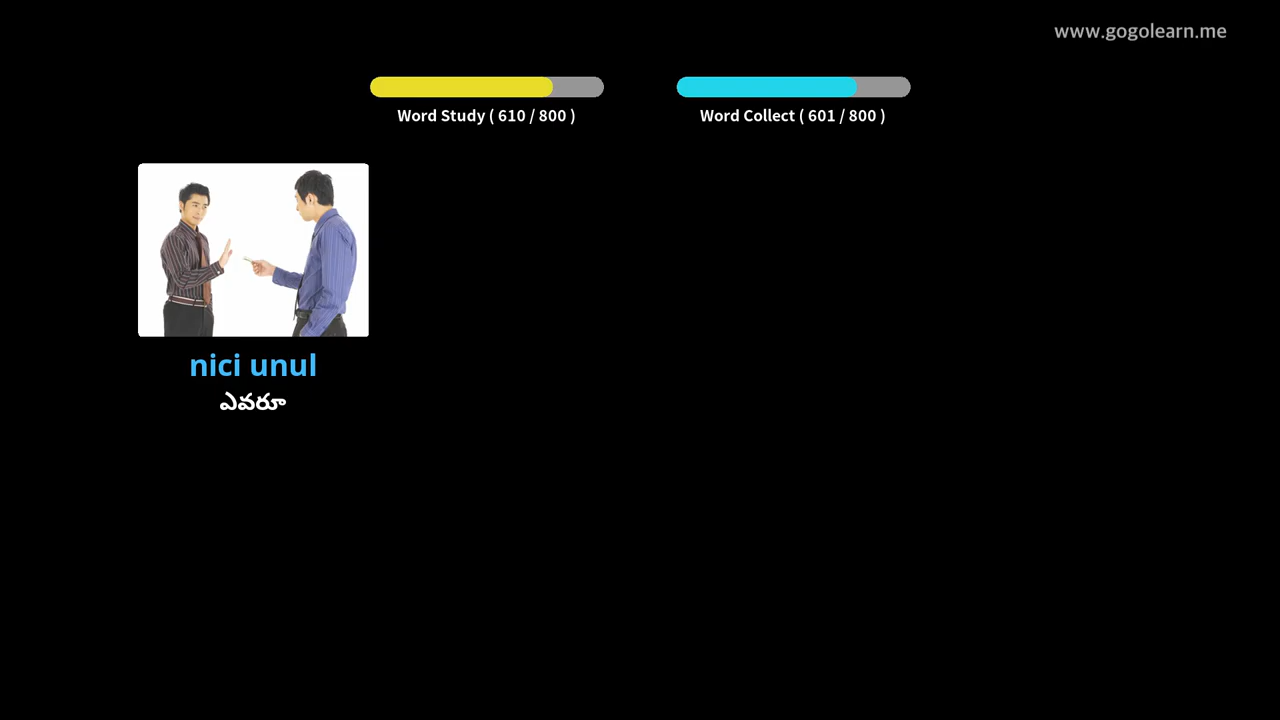 www.gogolearn.me
Word Study ( 610 / 800 )
Word Collect ( 601 / 800 )
nici unul
ఎవరూ